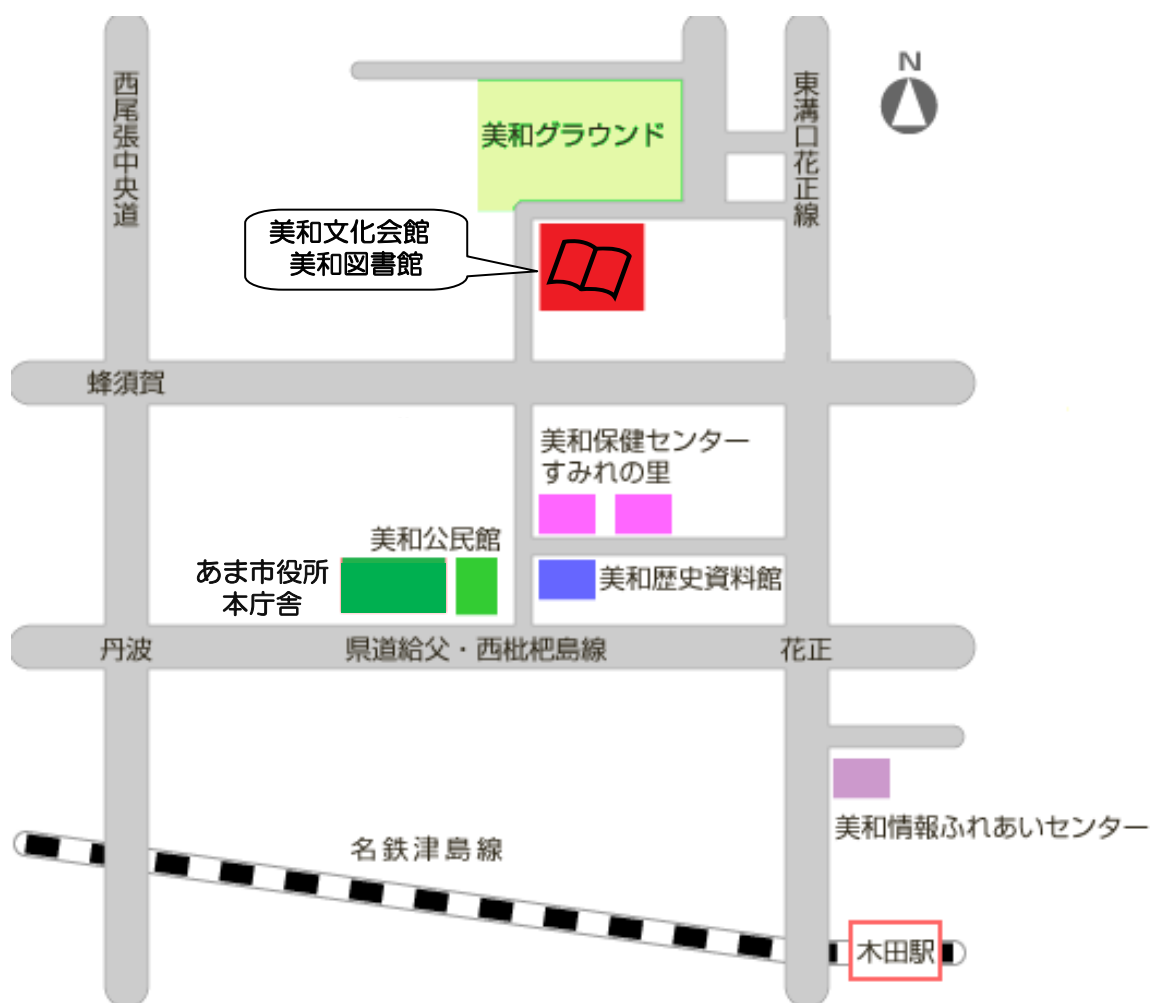 N
西尾張中央道
東溝口花正線
美和グラウンド
美和文化会館
美和図書館
蜂須賀
美和保健センター
すみれの里
美和公民館
あま市役所
本庁舎
美和歴史資料館
丹波
県道給父・西枇杷島線
花正
美和情報ふれあいセンター
名鉄津島線
木田駅